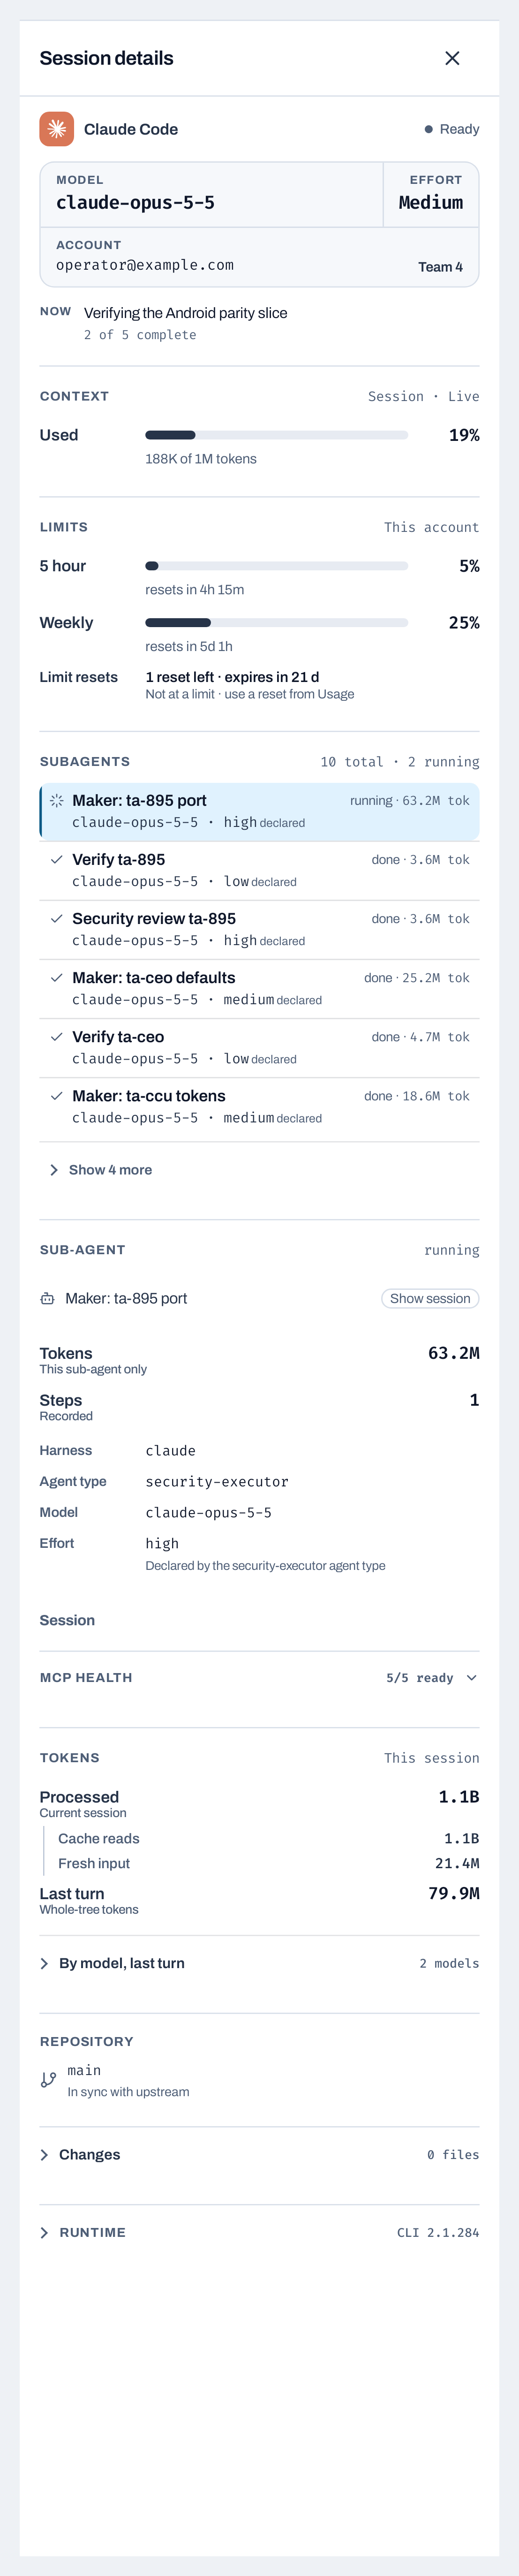 Session details
Claude Code
Ready
MODEL
EFFORT
claude-opus-5-5
Medium
ACCOUNT
operator@example.com
Team 4
NOW Verifying the Android parity slice
2 of 5 complete
CONTEXT
Session · Live
Used
19%
188K of 1M tokens
LIMITS
This account
5 hour
5%
resets in 4h 15m
Weekly
25%
resets in 5d 1h
Limit resets
1 reset left · expires in 21 d
Not at a limit · use a reset from Usage
SUBAGENTS
10 total · 2 running
Maker: ta-895 port
running · 63.2M tok
claude-opus-5-5 · high declared
Verify ta-895
done · 3.6M tok
claude-opus-5-5 · low declared
Security review ta-895
done · 3.6M tok
claude-opus-5-5 · high declared
Maker: ta-ceo defaults
done · 25.2M tok
claude-opus-5-5 · medium declared
Verify ta-ceo
done · 4.7M tok
claude-opus-5-5 · low declared
Maker: ta-ccu tokens
done · 18.6M tok
claude-opus-5-5 · medium declared
Show 4 more
SUB-AGENT
running
Maker: ta-895 port
Show session
Tokens
63.2M
This sub-agent only
Steps
1
Recorded
Harness
claude
Agent type
security-executor
Model
claude-opus-5-5
Effort
high
Declared by the security-executor agent type
Session
MCP HEALTH
5/5 ready
TOKENS
This session
Processed
1.1B
Current session
Cache reads
1.1B
Fresh input
21.4M
Last turn
79.9M
Whole-tree tokens
By model, last turn
2 models
REPOSITORY
main
In sync with upstream
Changes
0 files
RUNTIME
CLI 2.1.284